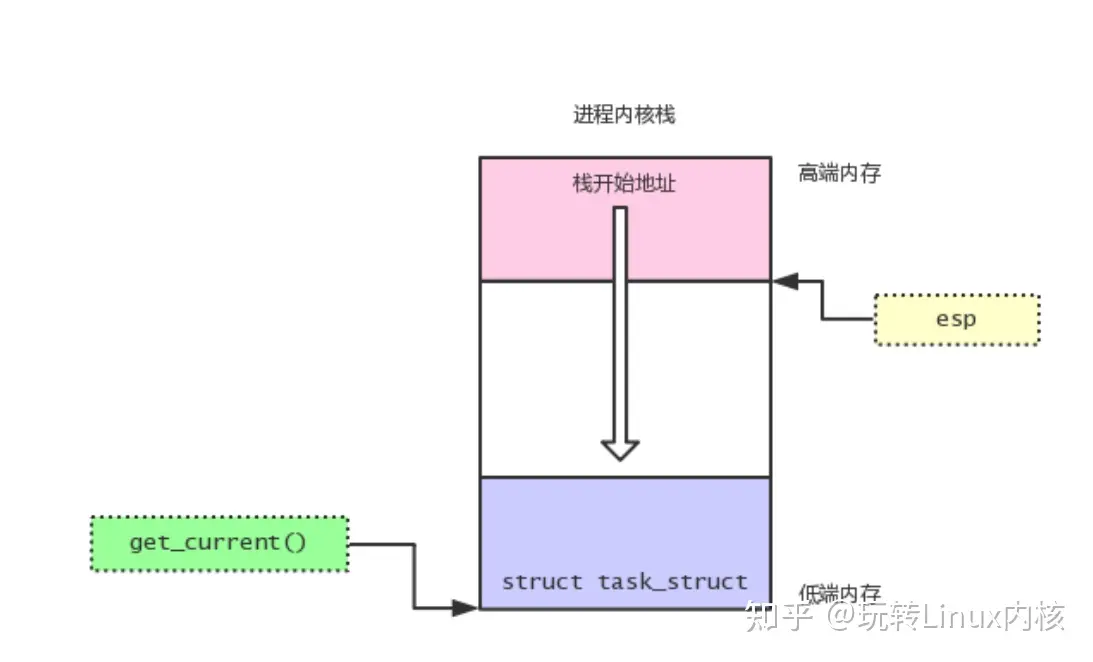 进程内核栈
栈开始地址
高端内存
esp
get_current()
struct task_struct
低端内存
知乎 @玩转Linux内核